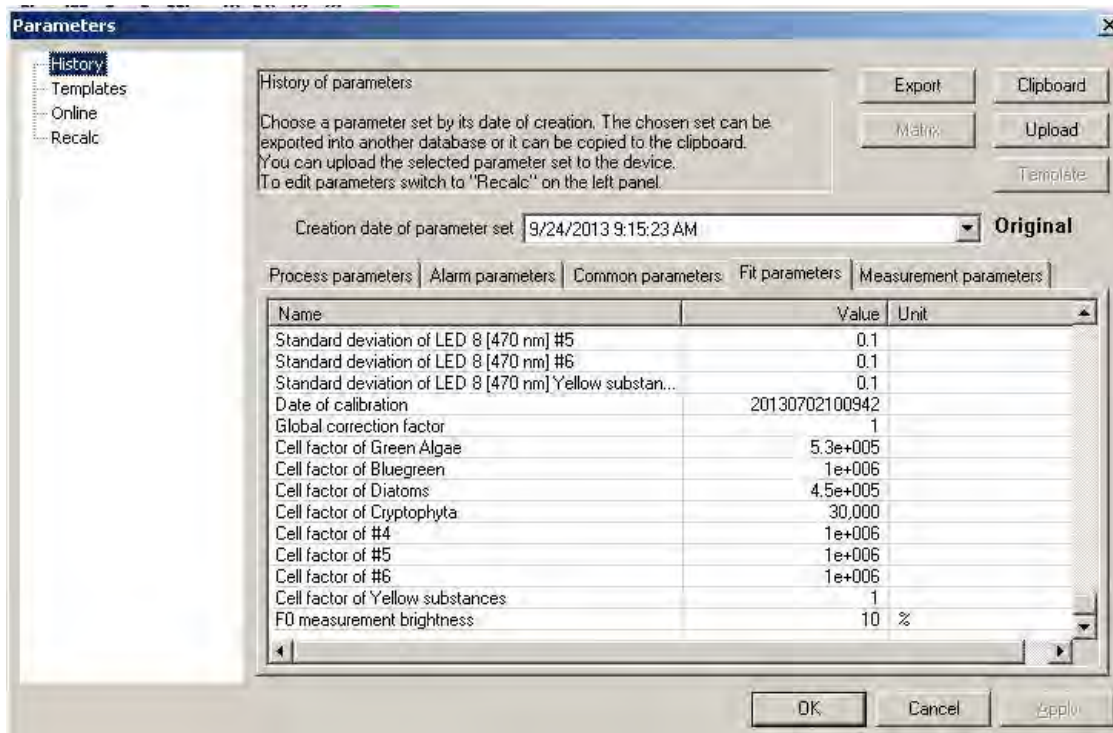 Parameters
History
Templates
Online
Recalc
History of parameters
Choose a parameter set by its date of creation. The chosen set can be
exported into another database or it can be copied to the clipboard.
You can upload the selected parameter set to the device.
To edit parameters switch to "Recalc" on the left panel.
Export
Clipboard
Matrix
Upload
Template
Creation date of parameter set 9/24/2013 9:15:23 AM Original
Process parameters Alarm parameters Common parameters Fit parameters Measurement parameters
Name Value Unit
Standard deviation of LED 8 [470 nm] #5 0.1
Standard deviation of LED 8 [470 nm] #6 0.1
Standard deviation of LED 8 [470 nm] Yellow substan... 0.1
Date of calibration 20130702100942
Global correction factor 1
Cell factor of Green Algae 5.3e+005
Cell factor of Bluegreen 1e+006
Cell factor of Diatoms 4.5e+005
Cell factor of Cryptophyta 30,000
Cell factor of #4 1e+006
Cell factor of #5 1e+006
Cell factor of #6 1e+006
Cell factor of Yellow substances 1
F0 measurement brightness 10 %
OK Cancel Apply